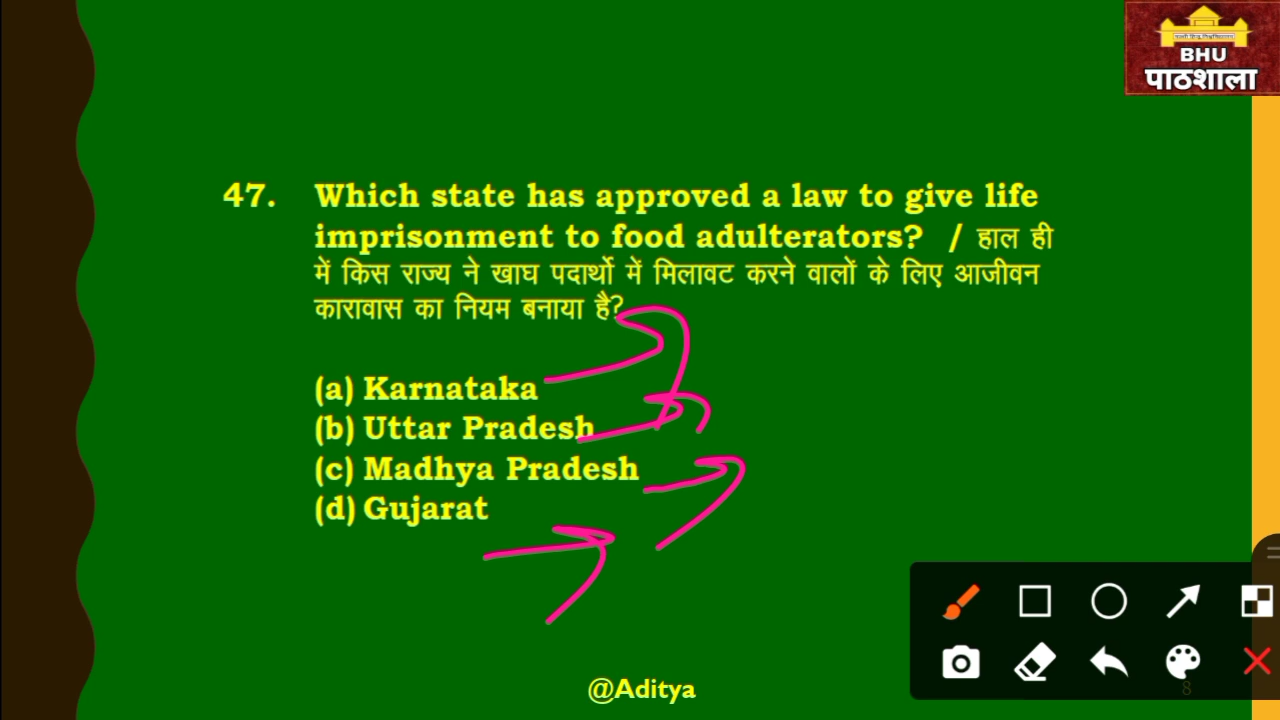 BHU
पाठशाला
47. Which state has approved a law to give life
imprisonment to food adulterators? / हाल ही
में किस राज्य ने खाघ पदार्थो में मिलावट करने वालों के लिए आजीवन
कारावास का नियम बनाया है?
(a) Karnataka
(b) Uttar Pradesh
(c) Madhya Pradesh
(d) Gujarat
@Aditya
8